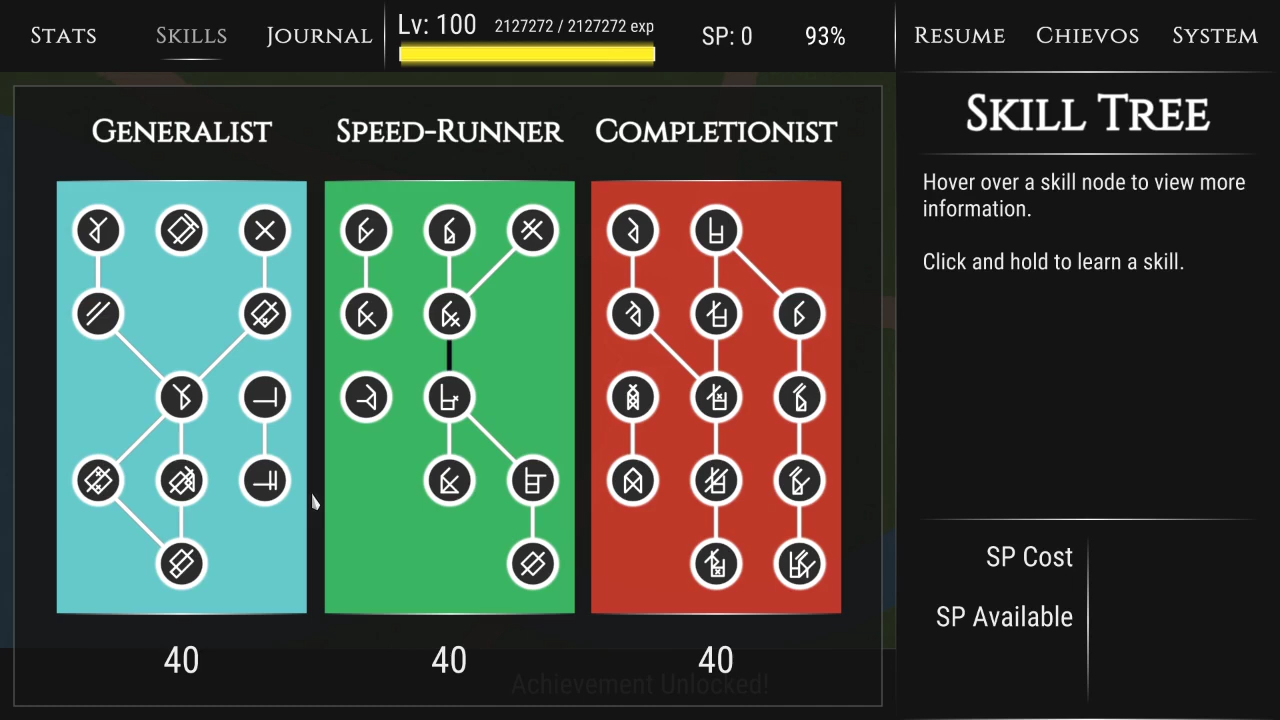 STATS SKILLS JOURNAL Lv: 100 2127272 / 2127272 exp SP: 0 93% RESUME CHIEVOS SYSTEM
GENERALIST SPEED-RUNNER COMPLETIONIST
40 40 40
Achievement Unlocked!
SKILL TREE
Hover over a skill node to view more
information.
Click and hold to learn a skill.
SP Cost
SP Available